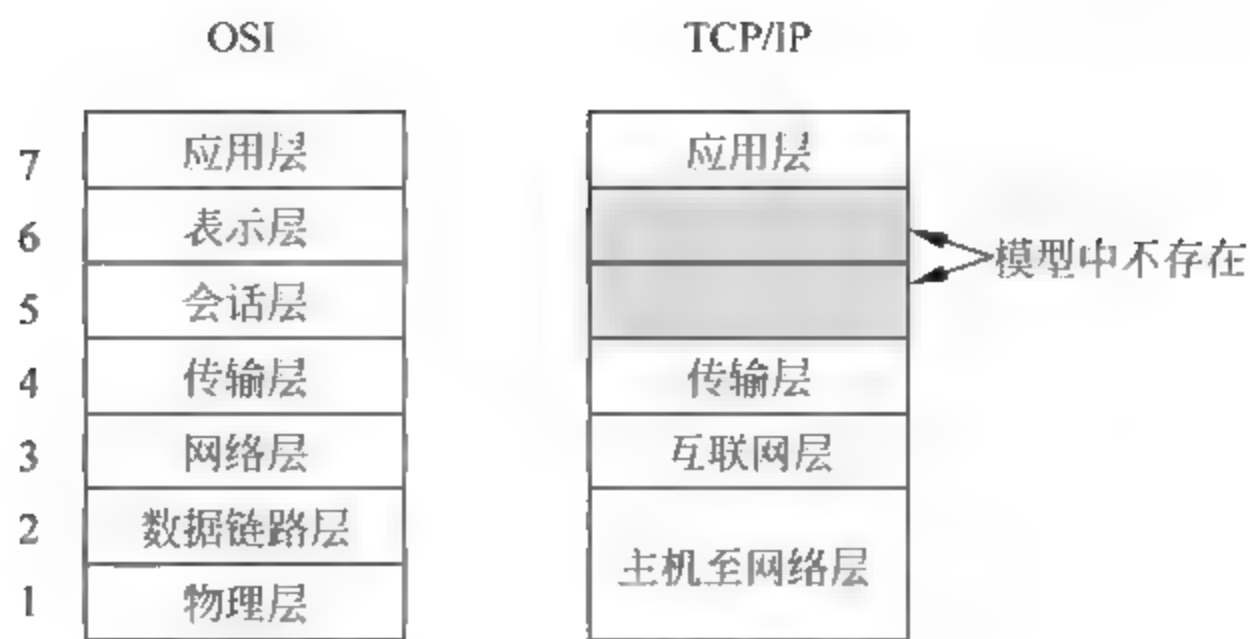 OSI TCP/IP
7 应用层 应用层
6 表示层
模型中不存在
5 会话层
4 传输层 传输层
3 网络层 互联网层
2 数据链路层
主机至网络层
1 物理层